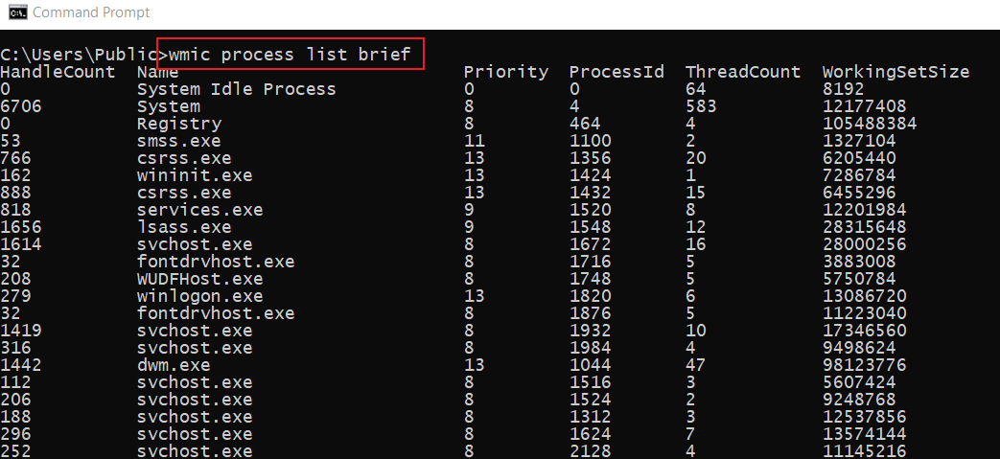 Command Prompt
C:\Users\Public>wmic process list brief
HandleCount  Name                           Priority  ProcessId  ThreadCount  WorkingSetSize
0            System Idle Process            0         0          64           8192
6706         System                         8         4          583          12177408
0            Registry                       8         464        4            105488384
53           smss.exe                       11        1100       2            1327104
766          csrss.exe                      13        1356       20           6205440
162          wininit.exe                    13        1424       1            7286784
888          csrss.exe                      13        1432       15           6455296
818          services.exe                   9         1520       8            12201984
1656         lsass.exe                      9         1548       12           28315648
1614         svchost.exe                    8         1672       16           28000256
32           fontdrvhost.exe                8         1716       5            3883008
208          WUDFHost.exe                   8         1748       5            5750784
279          winlogon.exe                   13        1820       6            13086720
32           fontdrvhost.exe                8         1876       5            11223040
1419         svchost.exe                    8         1932       10           17346560
316          svchost.exe                    8         1984       4            9498624
1442         dwm.exe                        13        1044       47           98123776
112          svchost.exe                    8         1516       3            5607424
206          svchost.exe                    8         1524       2            9248768
188          svchost.exe                    8         1312       3            12537856
296          svchost.exe                    8         1624       7            13574144
252          svchost.exe                    8         2128       4            11145216